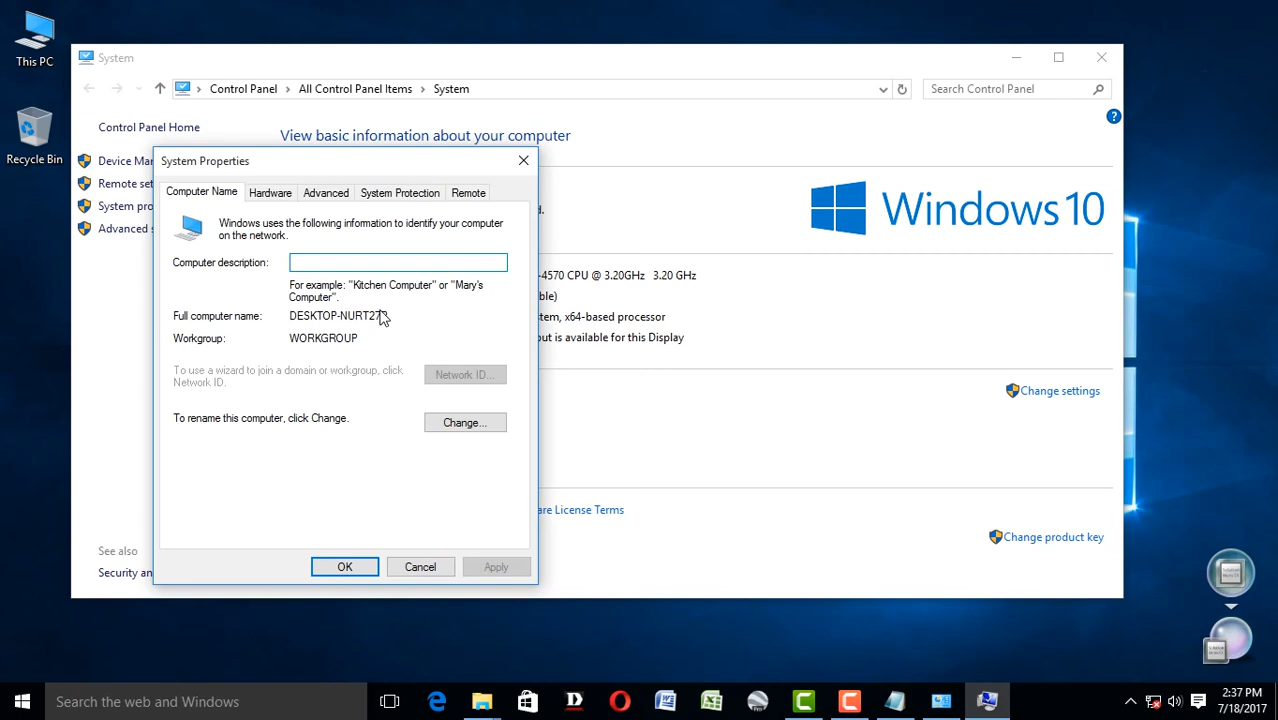 This PC
Recycle Bin
System
Control Panel
All Control Panel Items
System
Search Control Panel
Control Panel Home
View basic information about your computer
Device Ma
Remote set
System pro
Advanced s
System Properties
Computer Name
Hardware
Advanced
System Protection
Remote
Windows uses the following information to identify your computer
on the network.
Computer description:
For example: "Kitchen Computer" or "Mary's
Computer".
Full computer name:
Workgroup: WORKGROUP
To use a wizard to join a domain or workgroup, click
Network ID.
Network ID...
To rename this computer, click Change.
Change...
OK
Cancel
Apply
d.
Windows 10
-4570 CPU @ 3.20GHz 3.20 GHz
ble)
stem, x64-based processor
out is available for this Display
Change settings
are License Terms
Change product key
See also
Security an
Search the web and Windows
2:37 PM
7/18/2017